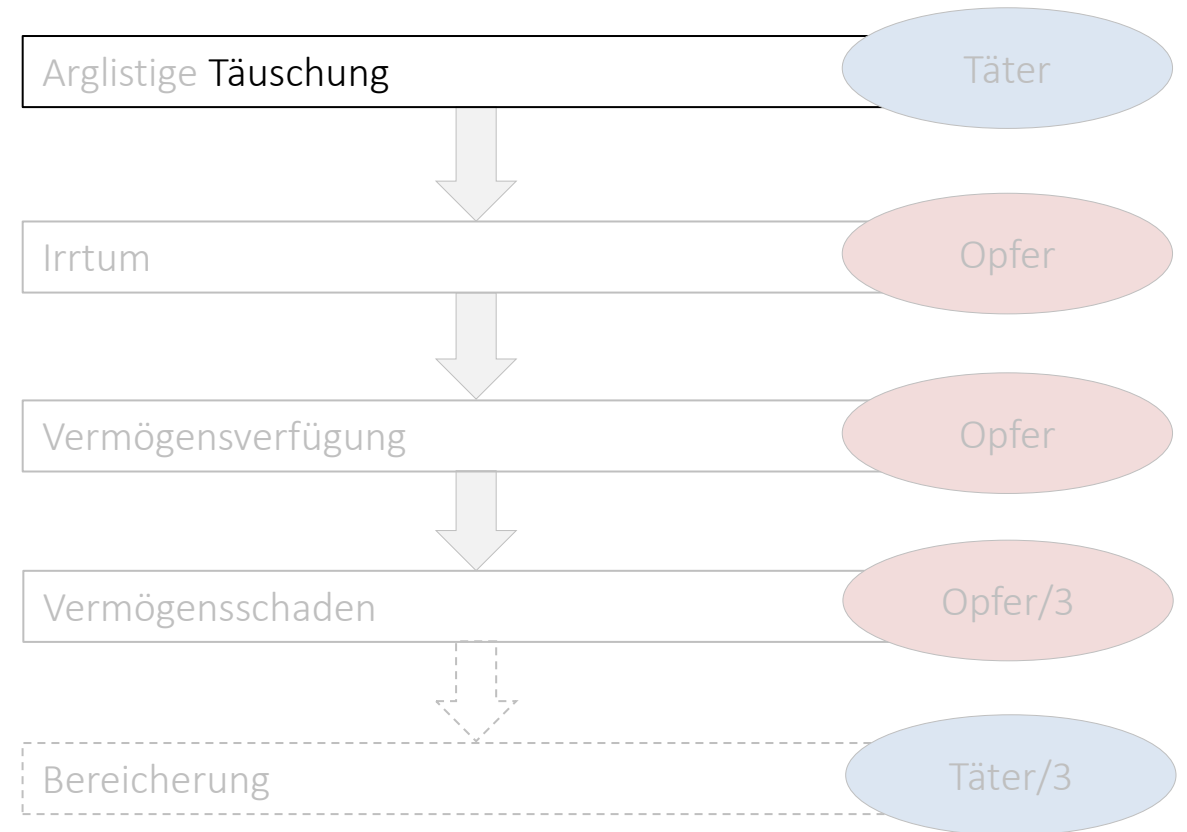 Arglistige Täuschung Täter
Irrtum Opfer
Vermögensverfügung Opfer
Vermögensschaden Opfer/3
Bereicherung Täter/3